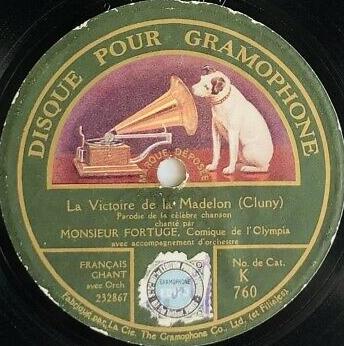 DISQUE POUR GRAMOPHONE
MARQUE DÉPOSÉE
La Victoire de la Madelon (Cluny)
Parodie de la célèbre chanson
chanté par
MONSIEUR FORTUGÉ, Comique de l'Olympia
avec accompagnement d'orchestre
FRANÇAIS
CHANT
avec Orch
232867
GRAMOPHONE
No. de Cat.
K
760
Fabriqué par La Cie. The Gramophone Co., Ltd. (et Filiales)